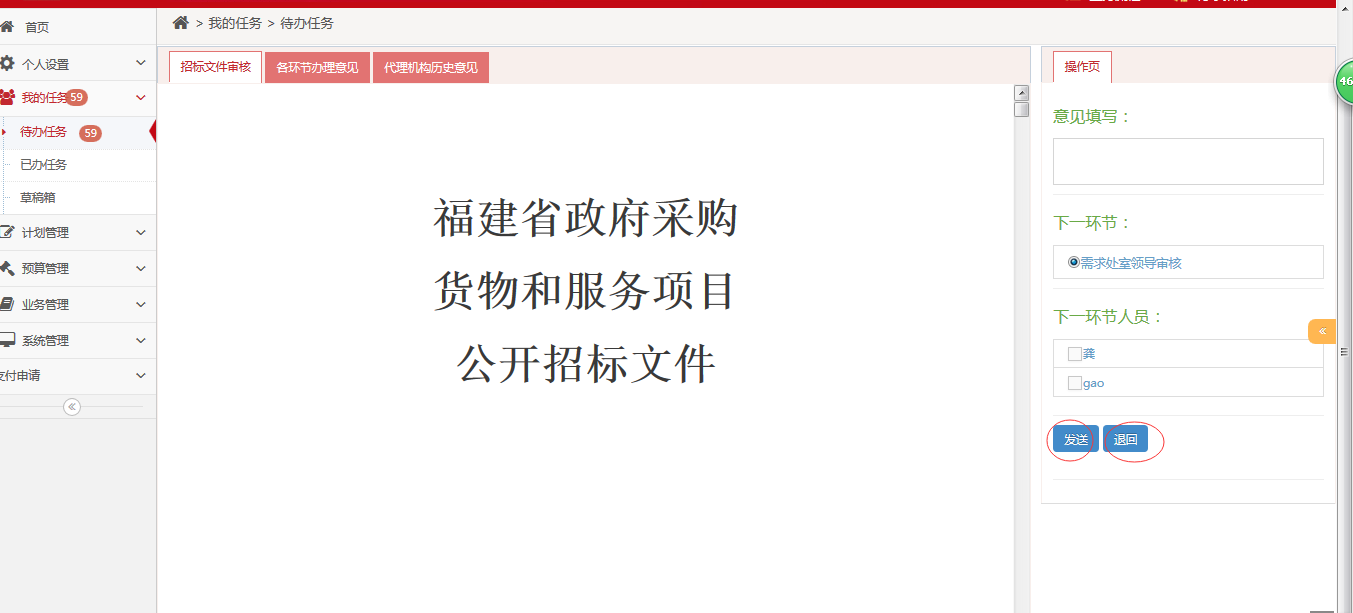 首页
个人设置
我的任务 59
待办任务 59
已办任务
草稿箱
计划管理
预算管理
业务管理
系统管理
支付申请
> 我的任务 > 待办任务
招标文件审核 各环节办理意见 代理机构历史意见
福建省政府采购
货物和服务项目
公开招标文件
操作页
意见填写：
下一环节：
需求处室领导审核
下一环节人员：
龚
gao
发送 退回
46